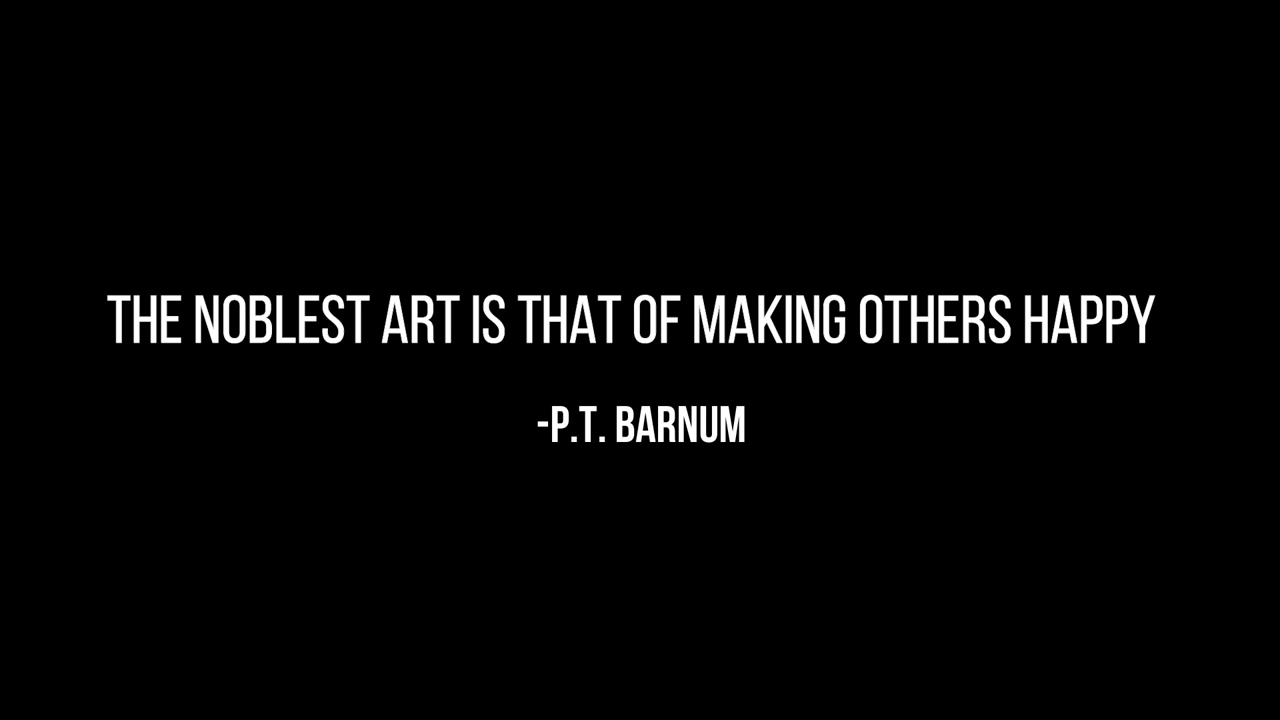 THE NOBLEST ART IS THAT OF MAKING OTHERS HAPPY
-P.T. BARNUM